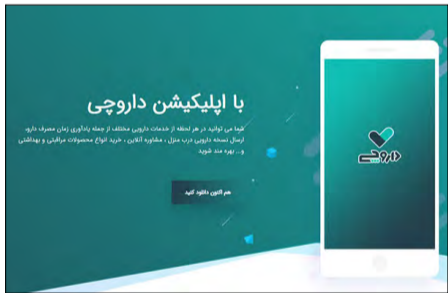 با اپلیکیشن داروچی
شما می توانید در هر لحظه از خدمات دارویی مختلف از جمله یادآوری زمان مصرف دارو،
ارسال نسخه دارویی درب منزل ، مشاوره آنلاین ، خرید انواع محصولات مراقبتی و بهداشتی
و... بهره مند شوید
هم اکنون دانلود کنید
داروچی